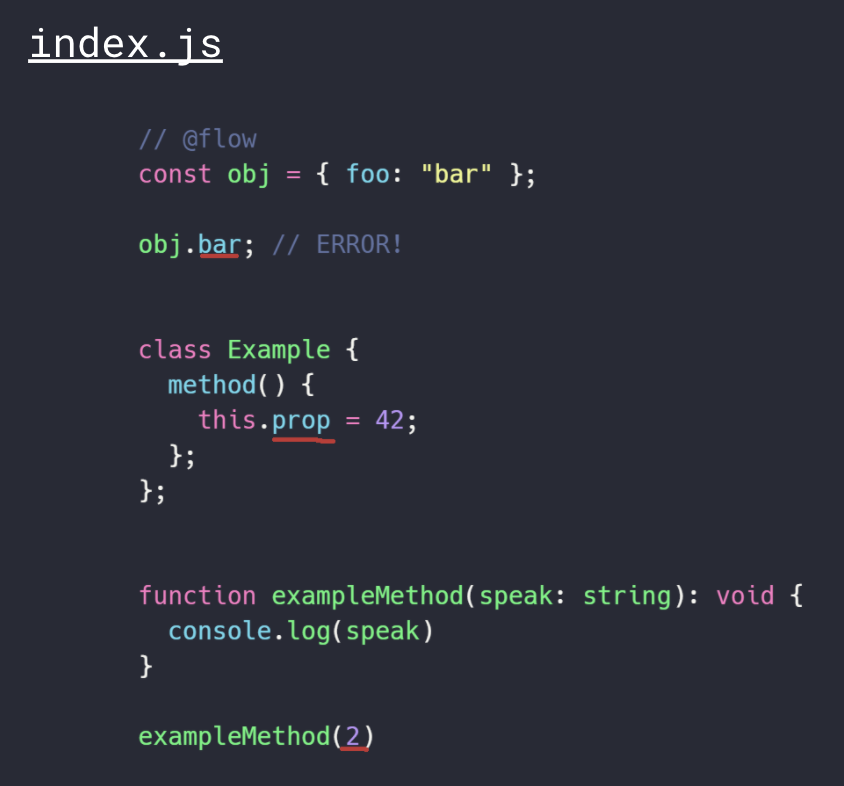 index.js
// @flow
const obj = { foo: "bar" };
obj.bar; // ERROR!
class Example {
  method() {
    this.prop = 42;
  };
};
function exampleMethod(speak: string): void {
  console.log(speak)
}
exampleMethod(2)